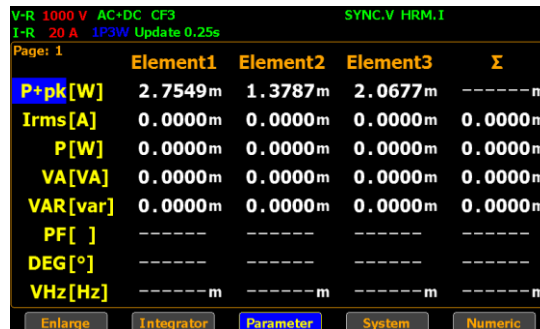 V-R 1000 V AC+DC CF3 SYNC.V HRM.I
I-R 20 A 1P3W Update 0.25s
Page: 1
Element1 Element2 Element3 Σ
P+pk[W] 2.7549m 1.3787m 2.0677m ------m
Irms[A] 0.0000m 0.0000m 0.0000m 0.0000m
P[W] 0.0000m 0.0000m 0.0000m 0.0000m
VA[VA] 0.0000m 0.0000m 0.0000m 0.0000m
VAR[var] 0.0000m 0.0000m 0.0000m 0.0000m
PF[ ] ------ ------ ------ ------
DEG[°] ------ ------ ------ ------
VHz[Hz] ------m ------m ------m ------m
Enlarge Integrator Parameter System Numeric